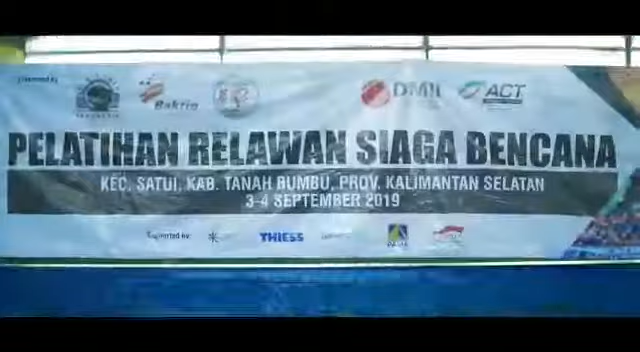 Baktio
DMII
ACT
PELATIHAN RELAWAN SIAGA BENCANA
KEC. SATUI, KAB. TANAH BUMBU, PROV. KALIMANTAN SELATAN
3-4 SEPTEMBER 2019
Supported by:
THIESS